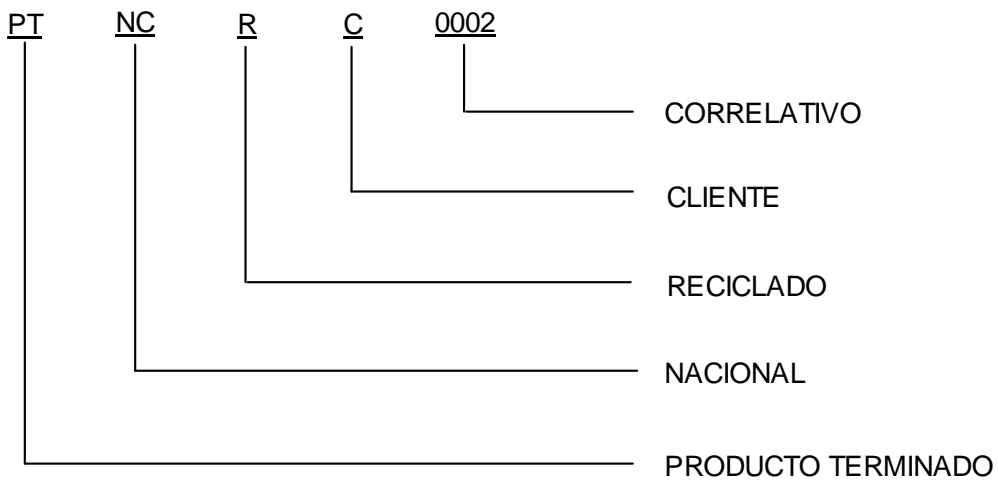 PT NC R C 0002
CORRELATIVO
CLIENTE
RECICLADO
NACIONAL
PRODUCTO TERMINADO